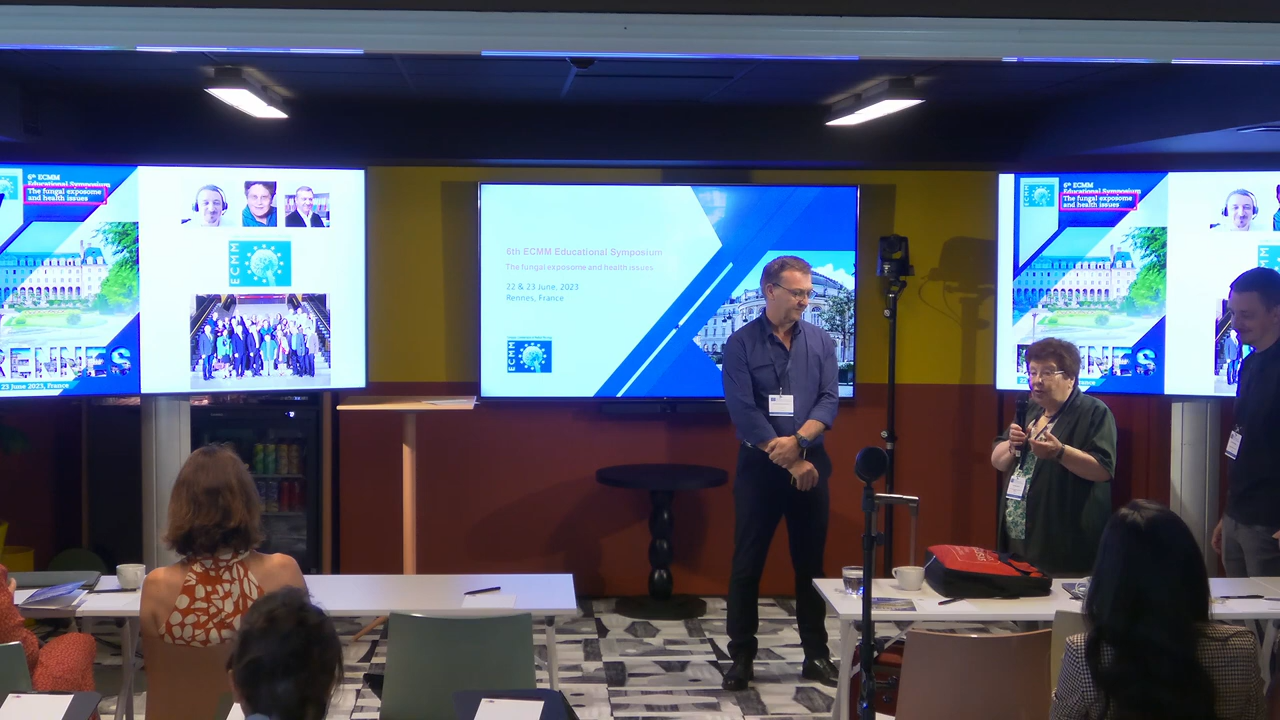 6th ECMM
Educational Symposium
The fungal exposome
and health issues
RENNES
23 June 2023, France
ECMM
6th ECMM Educational Symposium
The fungal exposome and health issues
22 & 23 June, 2023
Rennes, France
ECMM
ECMM
6th ECMM
Educational Symposium
The fungal exposome
and health issues